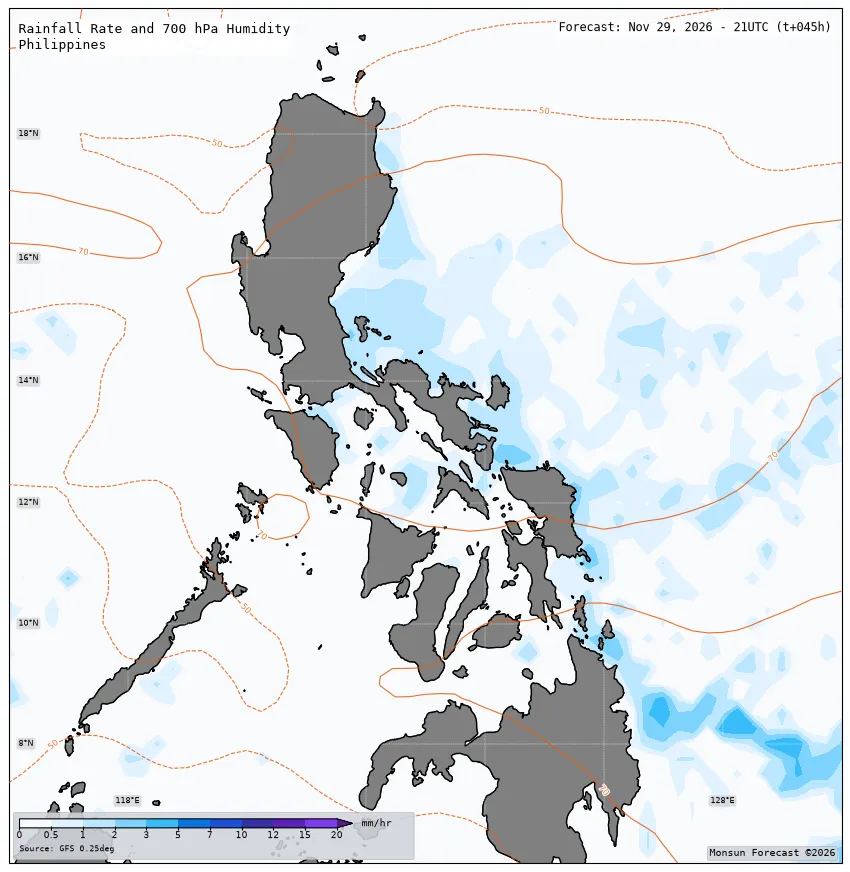 Rainfall Rate and 700 hPa Humidity
Philippines
Forecast: Nov 29, 2026 - 21UTC (t+045h)
50
18°N
50
70
16°N
14°N
70
12°N
70
50
10°N
50
8°N
70
118°E
128°E
0 0.5 1 2 3 5 7 10 12 15 20 mm/hr
Source: GFS 0.25deg
Monsun Forecast ©2026